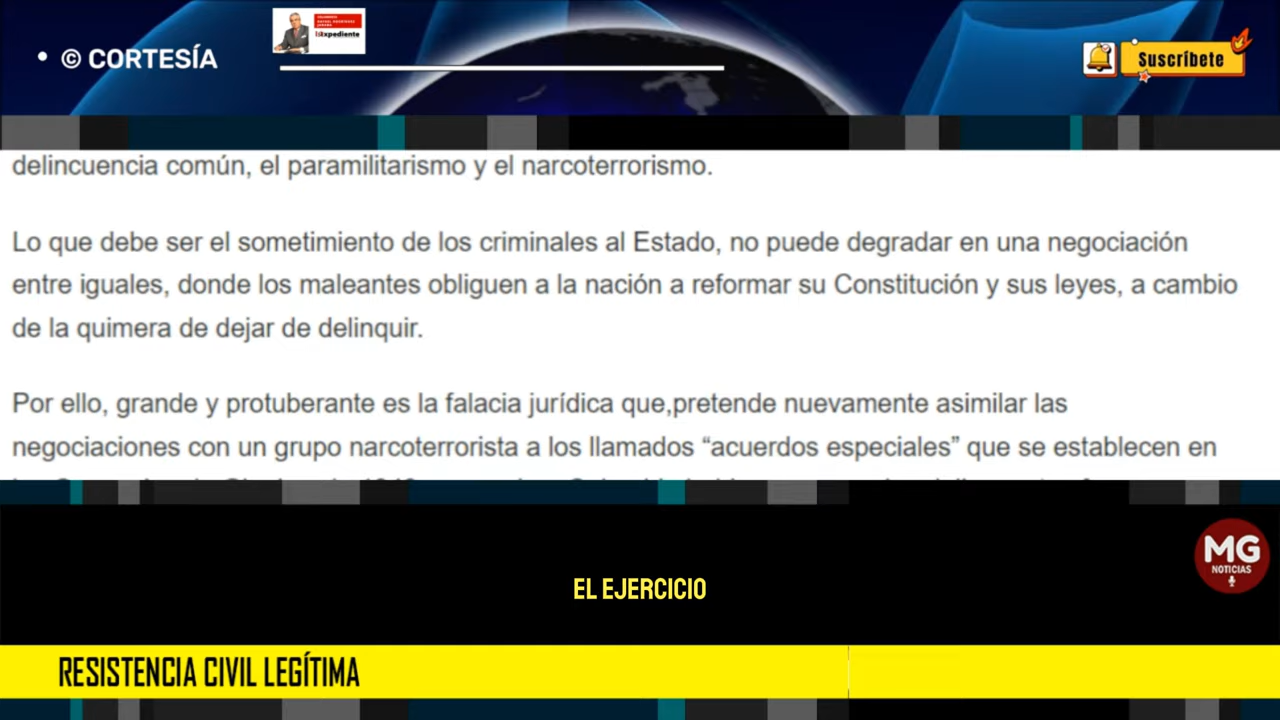 © CORTESÍA
Expediente
Suscríbete
delincuencia común, el paramilitarismo y el narcoterrorismo.
Lo que debe ser el sometimiento de los criminales al Estado, no puede degradar en una negociación
entre iguales, donde los maleantes obliguen a la nación a reformar su Constitución y sus leyes, a cambio
de la quimera de dejar de delinquir.
Por ello, grande y protuberante es la falacia jurídica que,pretende nuevamente asimilar las
negociaciones con un grupo narcoterrorista a los llamados “acuerdos especiales” que se establecen en
MG
NOTICIAS
EL EJERCICIO
RESISTENCIA CIVIL LEGÍTIMA